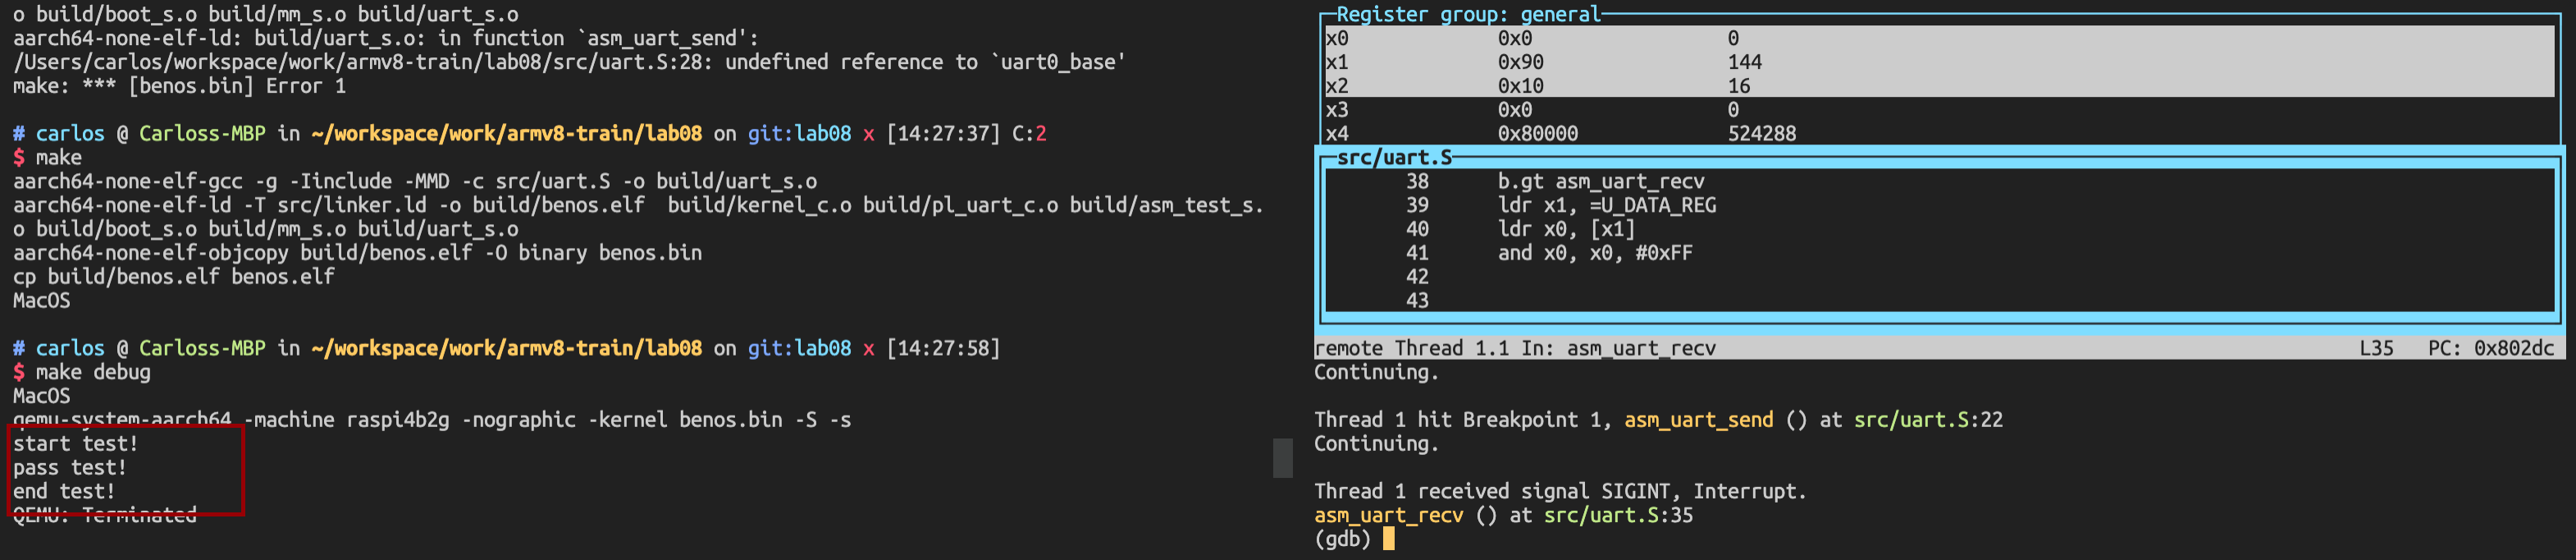 o build/boot_s.o build/mm_s.o build/uart_s.o
aarch64-none-elf-ld: build/uart_s.o: in function `asm_uart_send':
/Users/carlos/workspace/work/armv8-train/lab08/src/uart.S:28: undefined reference to `uart0_base'
make: *** [benos.bin] Error 1
# carlos @ Carloss-MBP in ~/workspace/work/armv8-train/lab08 on git:lab08 x [14:27:37] C:2
$ make
aarch64-none-elf-gcc -g -Iinclude -MMD -c src/uart.S -o build/uart_s.o
aarch64-none-elf-ld -T src/linker.ld -o build/benos.elf  build/kernel_c.o build/pl_uart_c.o build/asm_test_s.
o build/boot_s.o build/mm_s.o build/uart_s.o
aarch64-none-elf-objcopy build/benos.elf -O binary benos.bin
cp build/benos.elf benos.elf
MacOS
# carlos @ Carloss-MBP in ~/workspace/work/armv8-train/lab08 on git:lab08 x [14:27:58]
$ make debug
MacOS
qemu-system-aarch64 -machine raspi4b2g -nographic -kernel benos.bin -S -s
start test!
pass test!
end test!
QEMU: Terminated
Register group: general
x0 0x0 0
x1 0x90 144
x2 0x10 16
x3 0x0 0
x4 0x80000 524288
src/uart.S
38 b.gt asm_uart_recv
39 ldr x1, =U_DATA_REG
40 ldr x0, [x1]
41 and x0, x0, #0xFF
42
43
remote Thread 1.1 In: asm_uart_recv L35 PC: 0x802dc
Continuing.
Thread 1 hit Breakpoint 1, asm_uart_send () at src/uart.S:22
Continuing.
Thread 1 received signal SIGINT, Interrupt.
asm_uart_recv () at src/uart.S:35
(gdb)